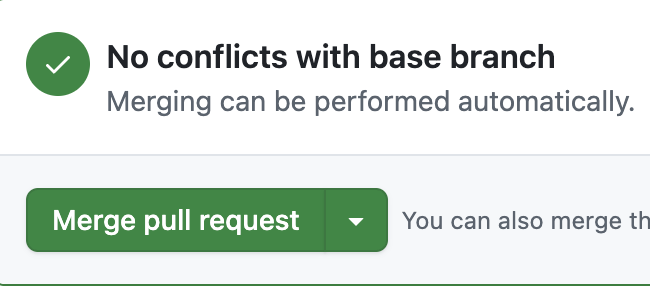 No conflicts with base branch
Merging can be performed automatically.
Merge pull request
You can also merge th